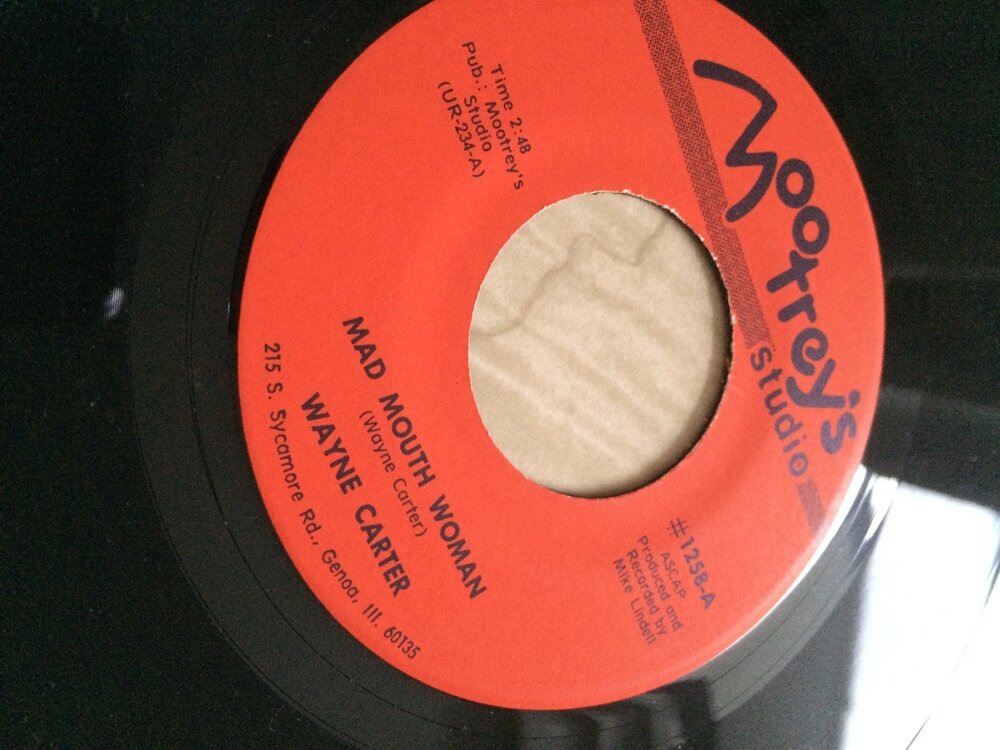 Mootrey's
Studio
Time 2:48
Pub.: Mootrey's
Studio
(UR-234-A)
#1258-A
ASCAP
Produced and
Recorded by
Mike Lindell
MAD MOUTH WOMAN
(Wayne Carter)
WAYNE CARTER
215 S. Sycamore Rd., Genoa, Ill. 60135